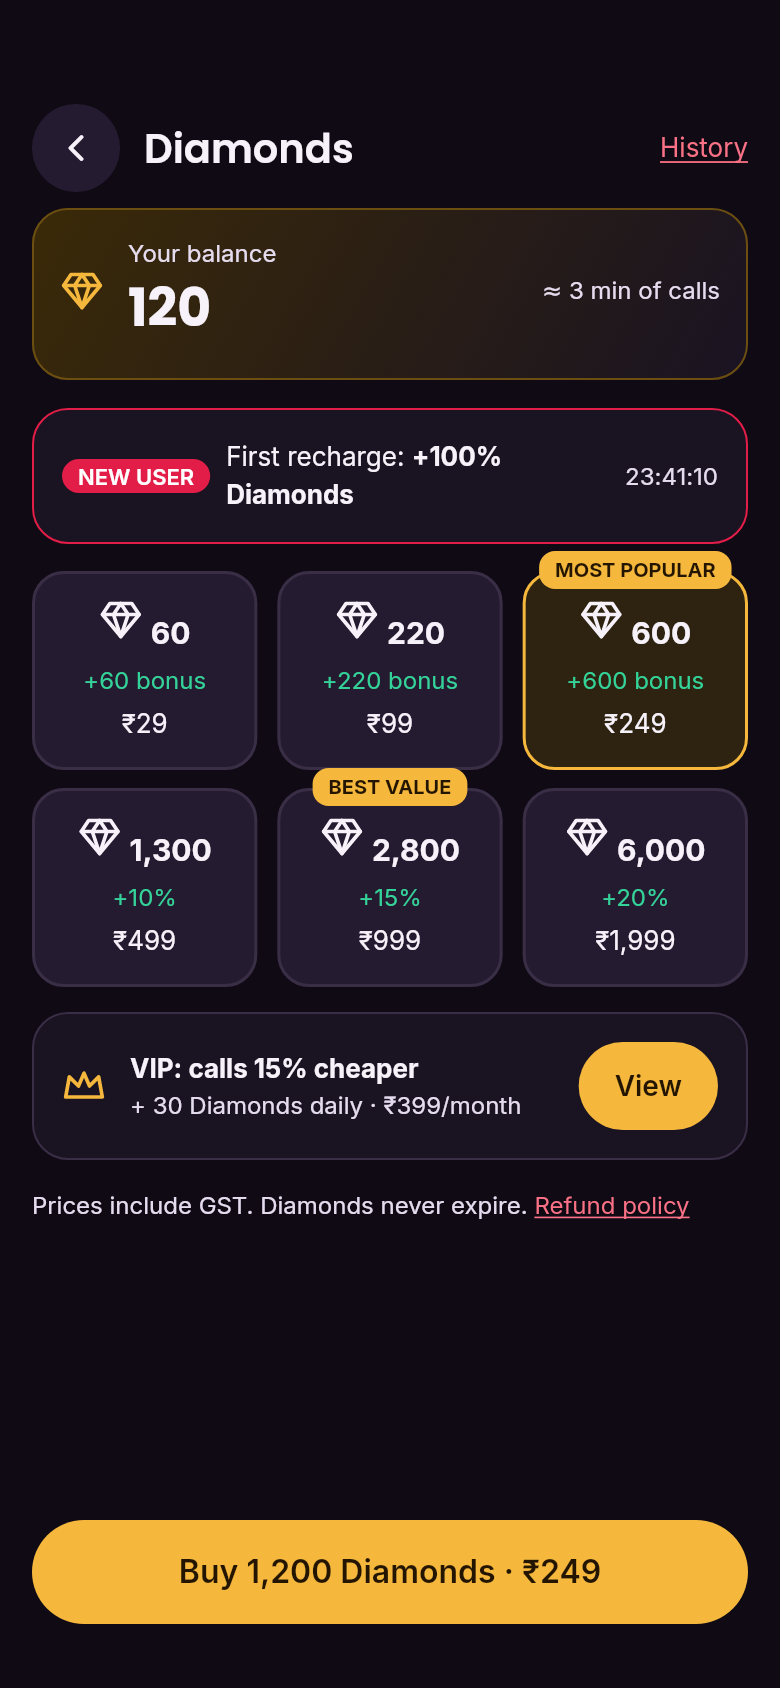 Diamonds
History
Your balance
120
≈ 3 min of calls
NEW USER
First recharge: +100%
Diamonds
23:41:10
MOST POPULAR
60
+60 bonus
₹29
220
+220 bonus
₹99
600
+600 bonus
₹249
BEST VALUE
1,300
+10%
₹499
2,800
+15%
₹999
6,000
+20%
₹1,999
VIP: calls 15% cheaper
+ 30 Diamonds daily · ₹399/month
View
Prices include GST. Diamonds never expire. Refund policy
Buy 1,200 Diamonds · ₹249